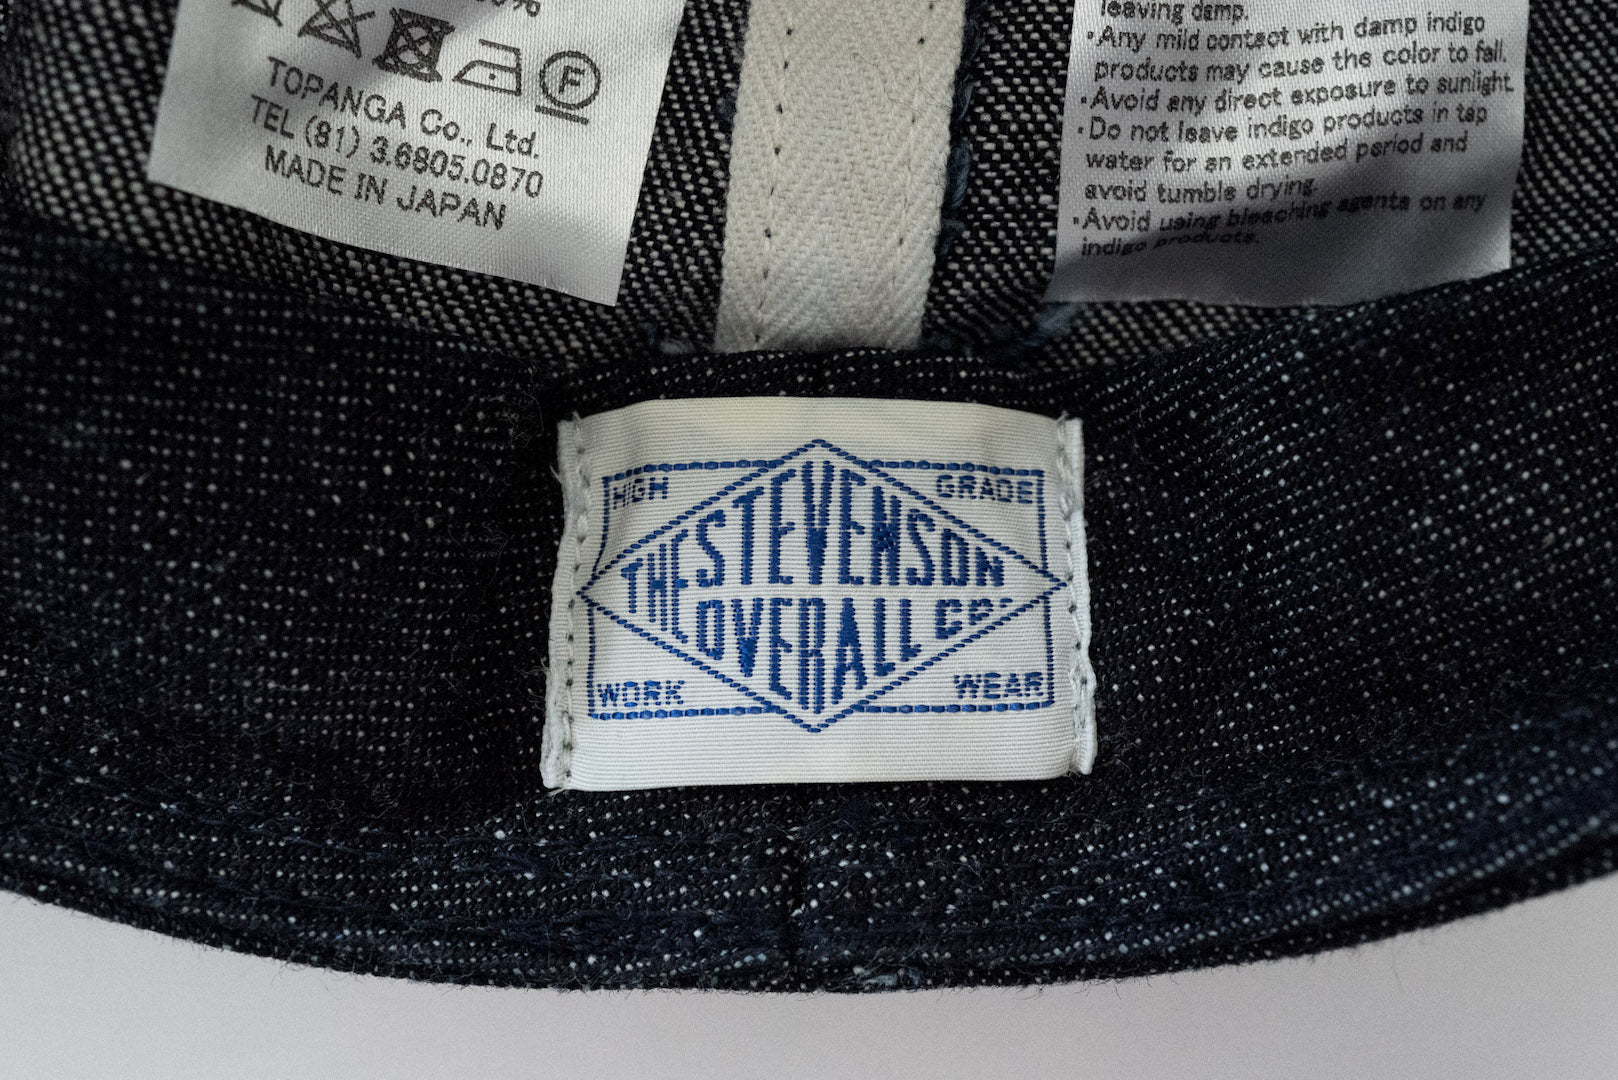 %
F
TOPANGA Co., Ltd.
TEL (81) 3.6805.0870
MADE IN JAPAN
leaving damp.
•Any mild contact with damp indigo
products may cause the color to fall.
•Avoid any direct exposure to sunlight.
•Do not leave indigo products in tap
water for an extended period and
avoid tumble drying.
•Avoid using bleaching agents on any
indigo products.
HIGH GRADE
THE STEVENSON
OVERALL CO.
WORK WEAR